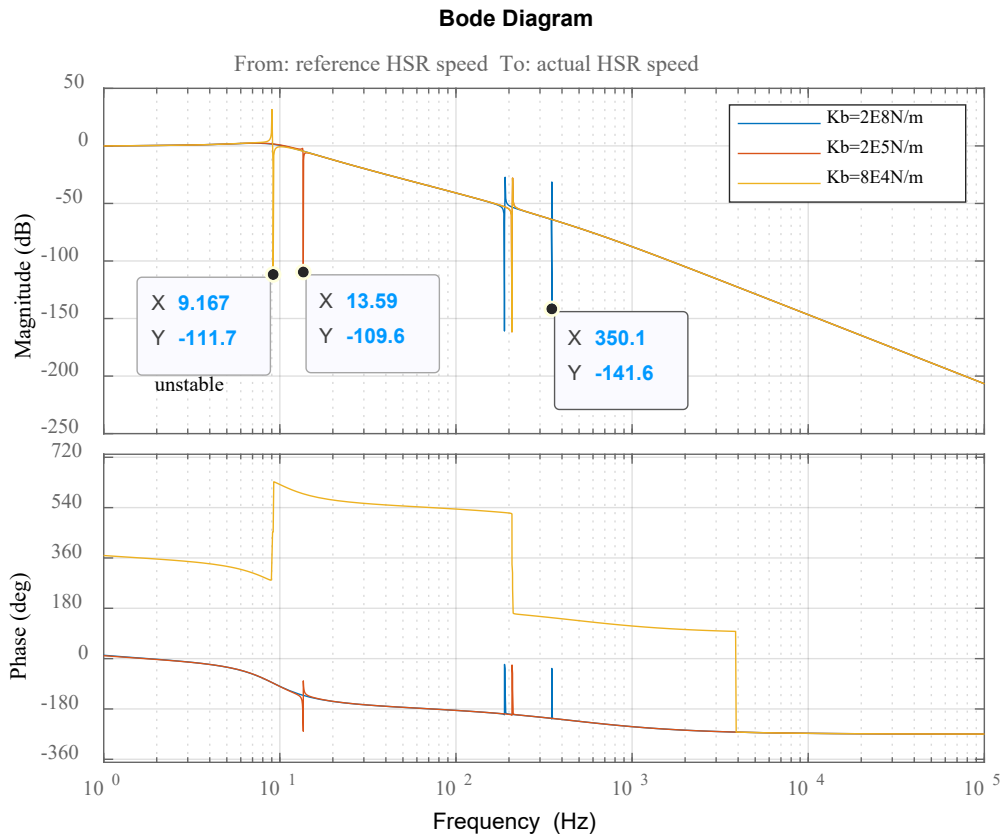 Bode Diagram
From: reference HSR speed  To: actual HSR speed
50
0
-50
-100
-150
-200
-250
Magnitude (dB)
Kb=2E8N/m
Kb=2E5N/m
Kb=8E4N/m
X 9.167
Y -111.7
unstable
X 13.59
Y -109.6
X 350.1
Y -141.6
720
540
360
180
0
-180
-360
Phase (deg)
10 0
10 1
10 2
10 3
10 4
10 5
Frequency  (Hz)